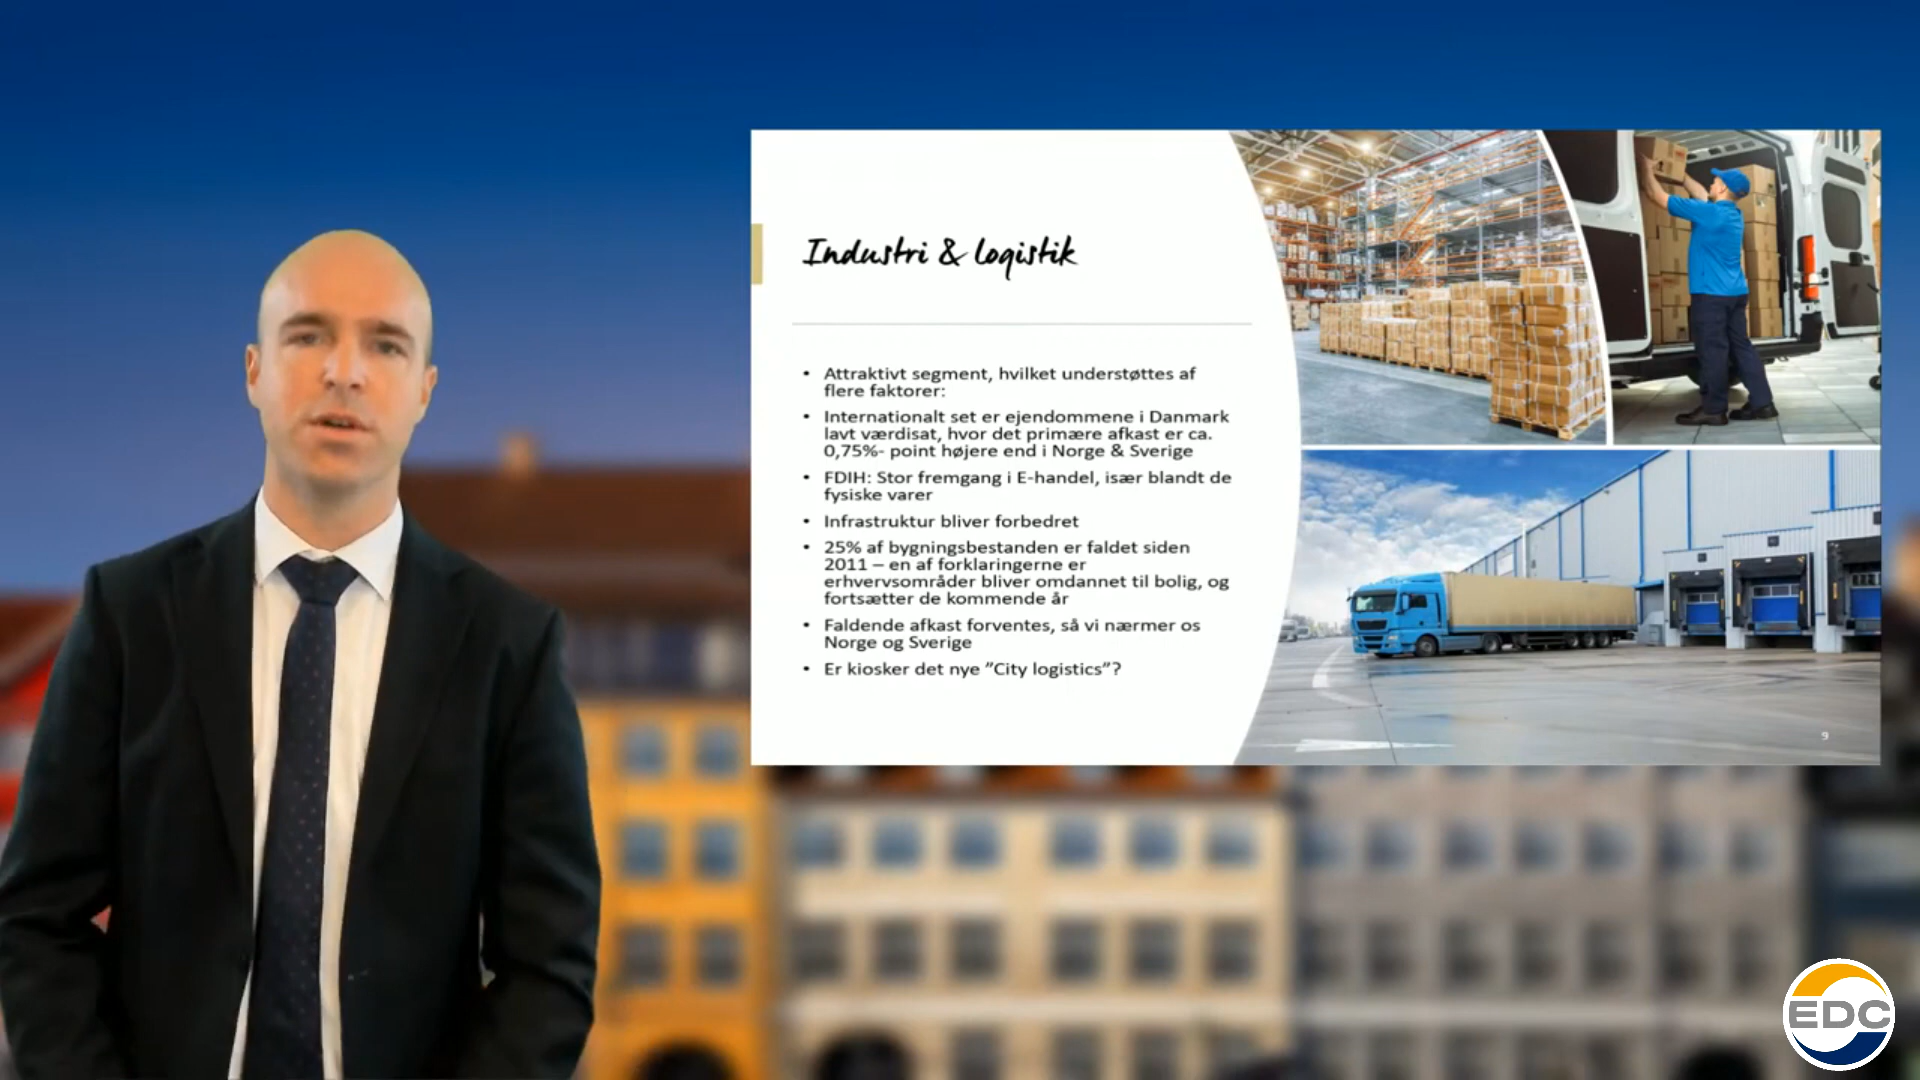 Industri & logistik
• Attraktivt segment, hvilket understøttes af
flere faktorer:
• Internationalt set er ejendommene i Danmark
lavt værdisat, hvor det primære afkast er ca.
0,75%- point højere end i Norge & Sverige
• FDIH: Stor fremgang i E-handel, især blandt de
fysiske varer
• Infrastruktur bliver forbedret
• 25% af bygningsbestanden er faldet siden
2011 – en af forklaringerne er
erhvervsområder bliver omdannet til bolig, og
fortsætter de kommende år
• Faldende afkast forventes, så vi nærmer os
Norge og Sverige
• Er kiosker det nye ”City logistics”?
9
EDC